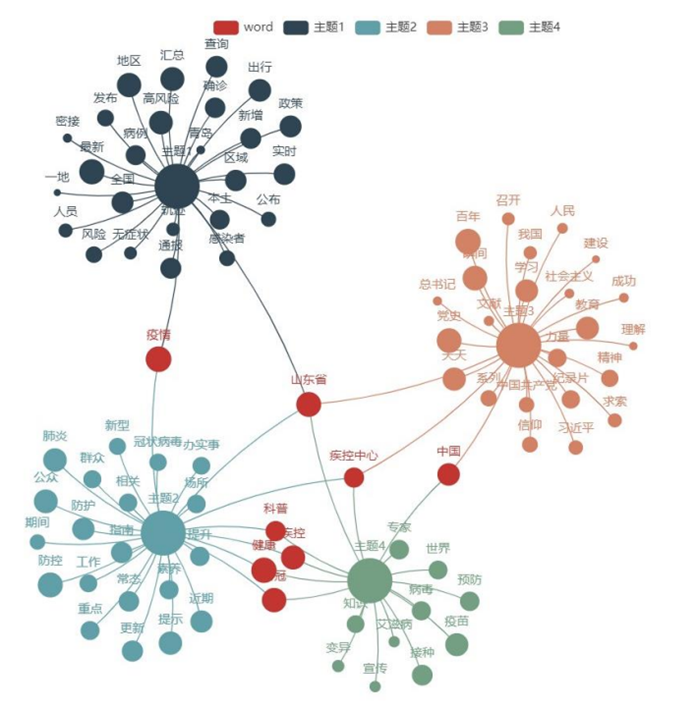 word 主题1 主题2 主题3 主题4
查询
汇总
地区
出行
确诊
发布
高风险
政策
新增
密接
病例
青岛
最新
主题1
实时
区域
一地
全国
本土
公布
人员
轨迹
风险
无症状
感染者
通报
召开
人民
百年
我国
建设
瞬间
学习
社会主义
成功
总书记
文献
教育
主题3
党史
理解
力量
天天
精神
系列
中国共产党
纪录片
求索
信仰
习近平
疫情
山东省
疾控中心
中国
新型
肺炎
冠状病毒
办实事
群众
公众
相关
场所
主题2
防护
期间
指南
提升
科普
疾控
健康
防控
工作
常态
素养
重点
提示
近期
更新
专家
主题4
世界
预防
病毒
知识
艾滋病
疫苗
变异
接种
宣传